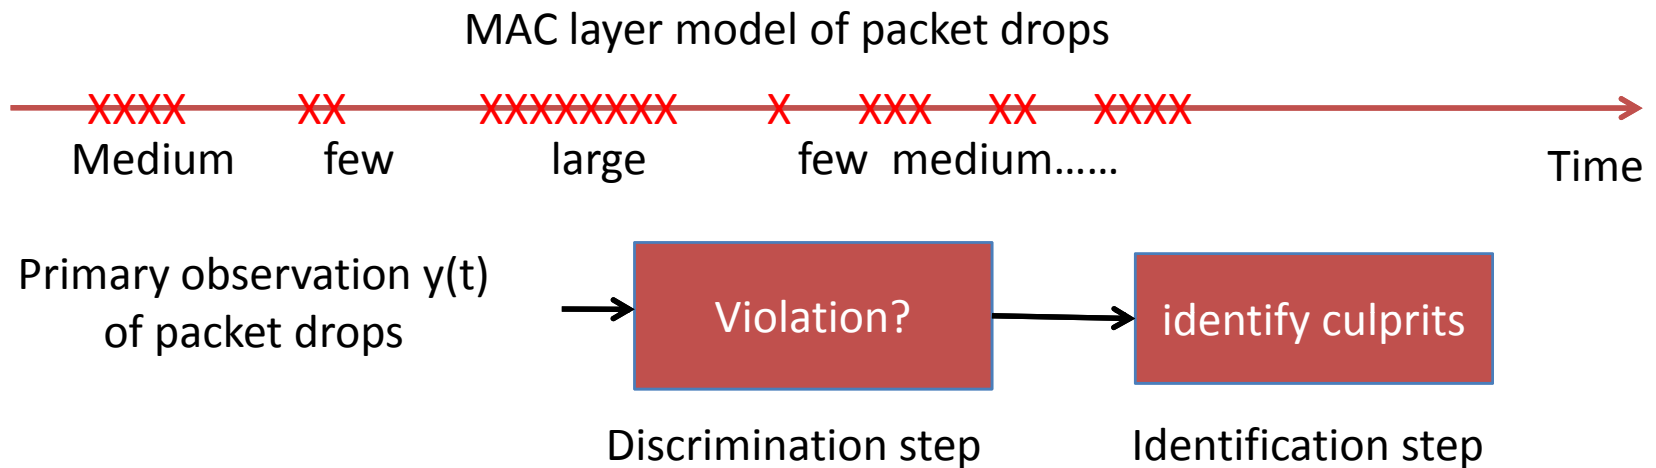 MAC layer model of packet drops
XXXX XX XXXXXXXX X XXX XX XXXX
Medium few large few medium...... Time
Primary observation y(t)
of packet drops
Violation?
identify culprits
Discrimination step
Identification step